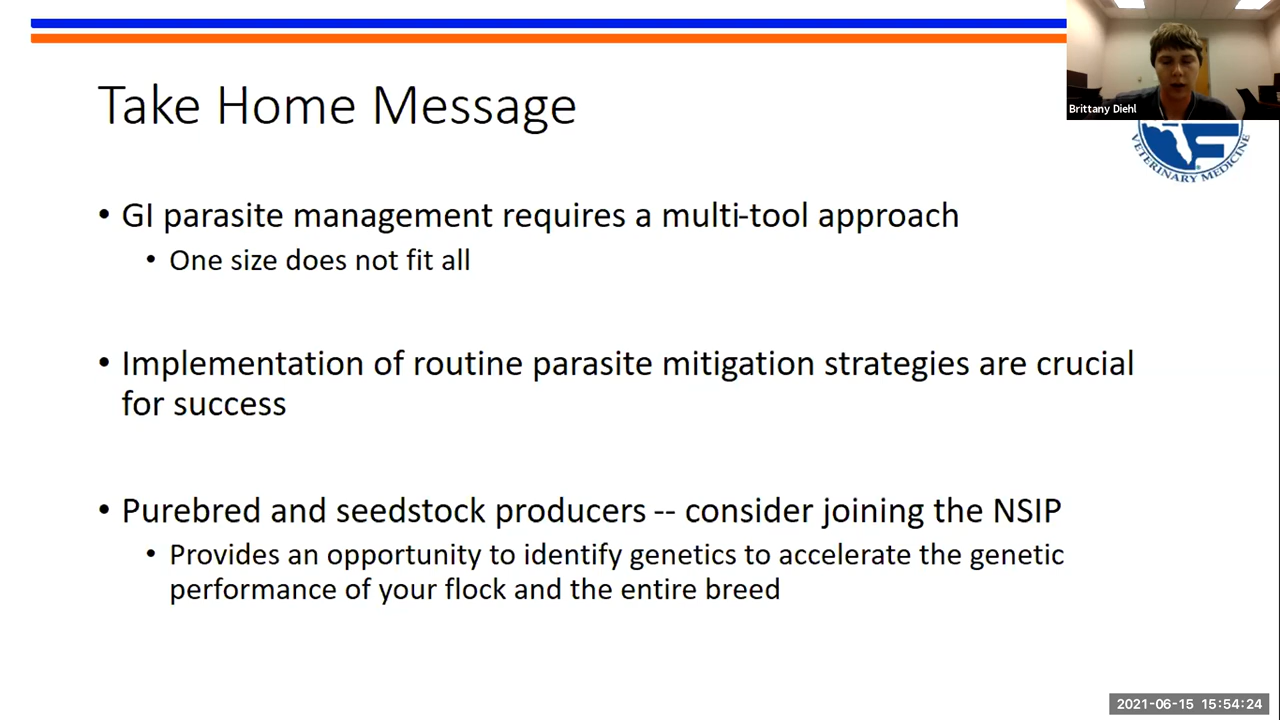 Take Home Message
Brittany Diehl
VETERINARY MEDICINE
• GI parasite management requires a multi-tool approach
• One size does not fit all
• Implementation of routine parasite mitigation strategies are crucial
for success
• Purebred and seedstock producers -- consider joining the NSIP
• Provides an opportunity to identify genetics to accelerate the genetic
performance of your flock and the entire breed
2021-06-15 15:54:24